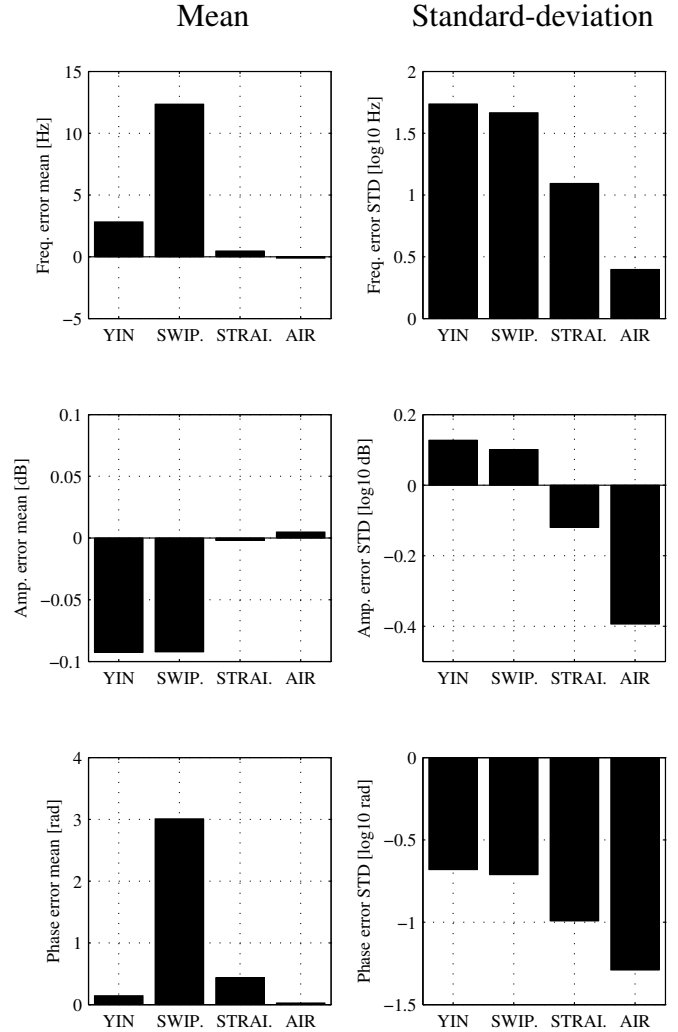 Mean
Standard-deviation
Freq. error mean [Hz]
15
10
5
0
−5
YIN SWIP. STRAI. AIR
Freq. error STD [log10 Hz]
2
1.5
1
0.5
0
YIN SWIP. STRAI. AIR
Amp. error mean [dB]
0.1
0.05
0
−0.05
−0.1
YIN SWIP. STRAI. AIR
Amp. error STD [log10 dB]
0.2
0
−0.2
−0.4
YIN SWIP. STRAI. AIR
Phase error mean [rad]
4
3
2
1
0
YIN SWIP. STRAI. AIR
Phase error STD [log10 rad]
0
−0.5
−1
−1.5
YIN SWIP. STRAI. AIR